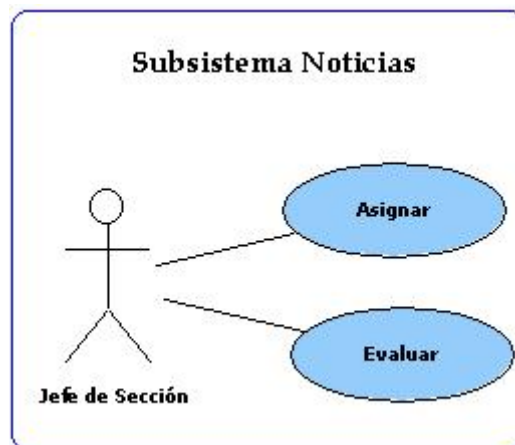 Subsistema Noticias
Asignar
Evaluar
Jefe de Sección